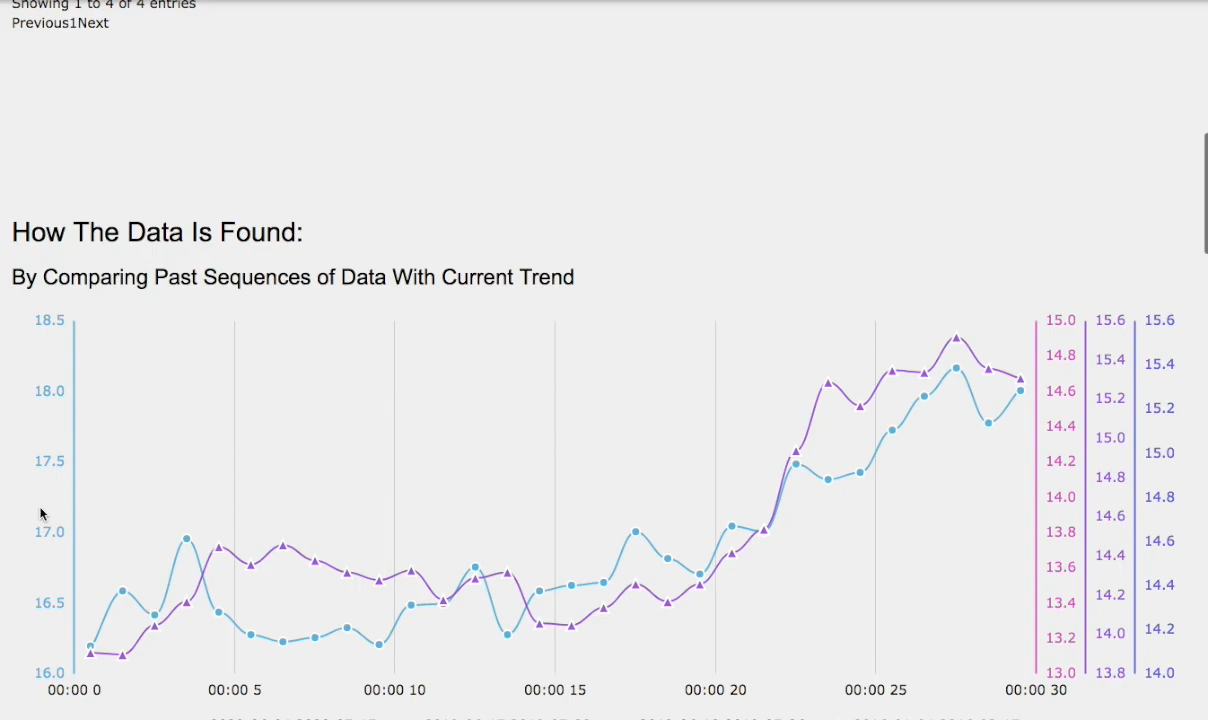 Showing 1 to 4 of 4 entries
Previous1Next
How The Data Is Found:
By Comparing Past Sequences of Data With Current Trend
18.5 15.0 15.6 15.6
14.8
15.4 15.4
18.0 14.6
15.2 15.2
14.4
17.5 14.2 15.0 15.0
14.0 14.8 14.8
17.0 13.8 14.6 14.6
13.6 14.4 14.4
16.5 13.4 14.2
13.2 14.0 14.2
16.0 13.0 13.8 14.0
00:00 0 00:00 5 00:00 10 00:00 15 00:00 20 00:00 25 00:00 30